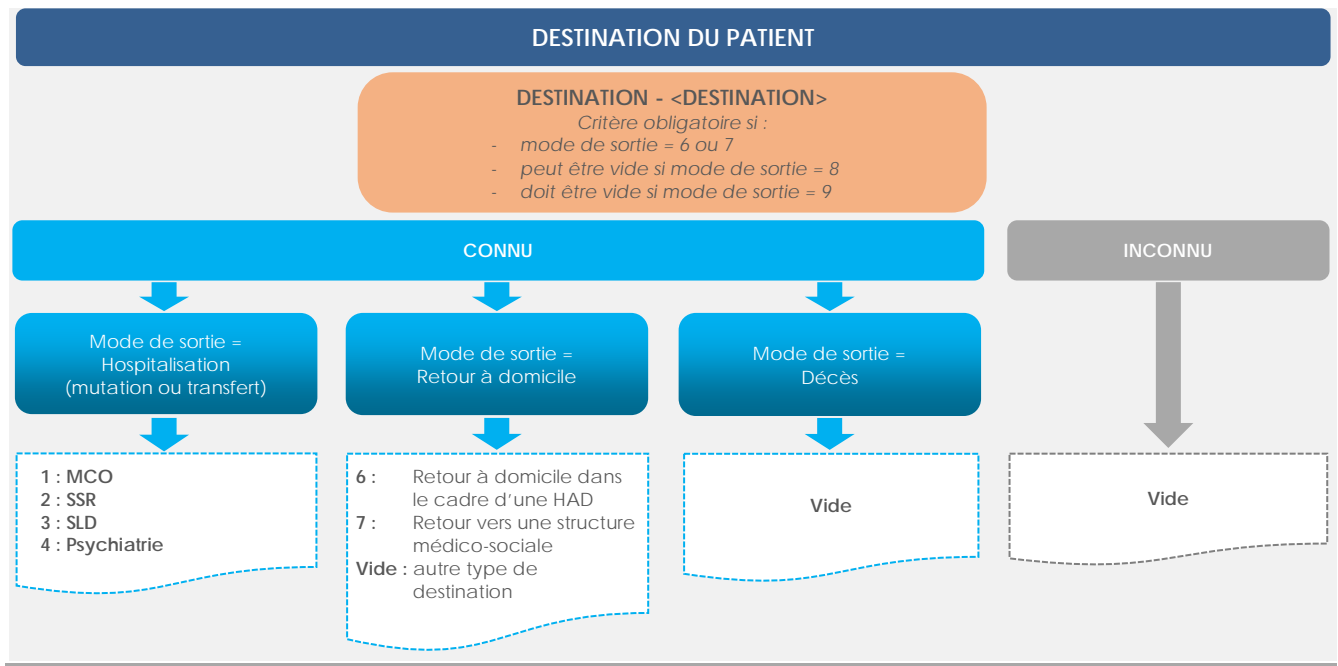 DESTINATION DU PATIENT
DESTINATION - <DESTINATION>
Critère obligatoire si :
- mode de sortie = 6 ou 7
- peut être vide si mode de sortie = 8
- doit être vide si mode de sortie = 9
CONNU
INCONNU
Mode de sortie =
Hospitalisation
(mutation ou transfert)
Mode de sortie =
Retour à domicile
Mode de sortie =
Décès
1 : MCO
2 : SSR
3 : SLD
4 : Psychiatrie
6 : Retour à domicile dans
le cadre d’une HAD
7 : Retour vers une structure
médico-sociale
Vide : autre type de
destination
Vide
Vide